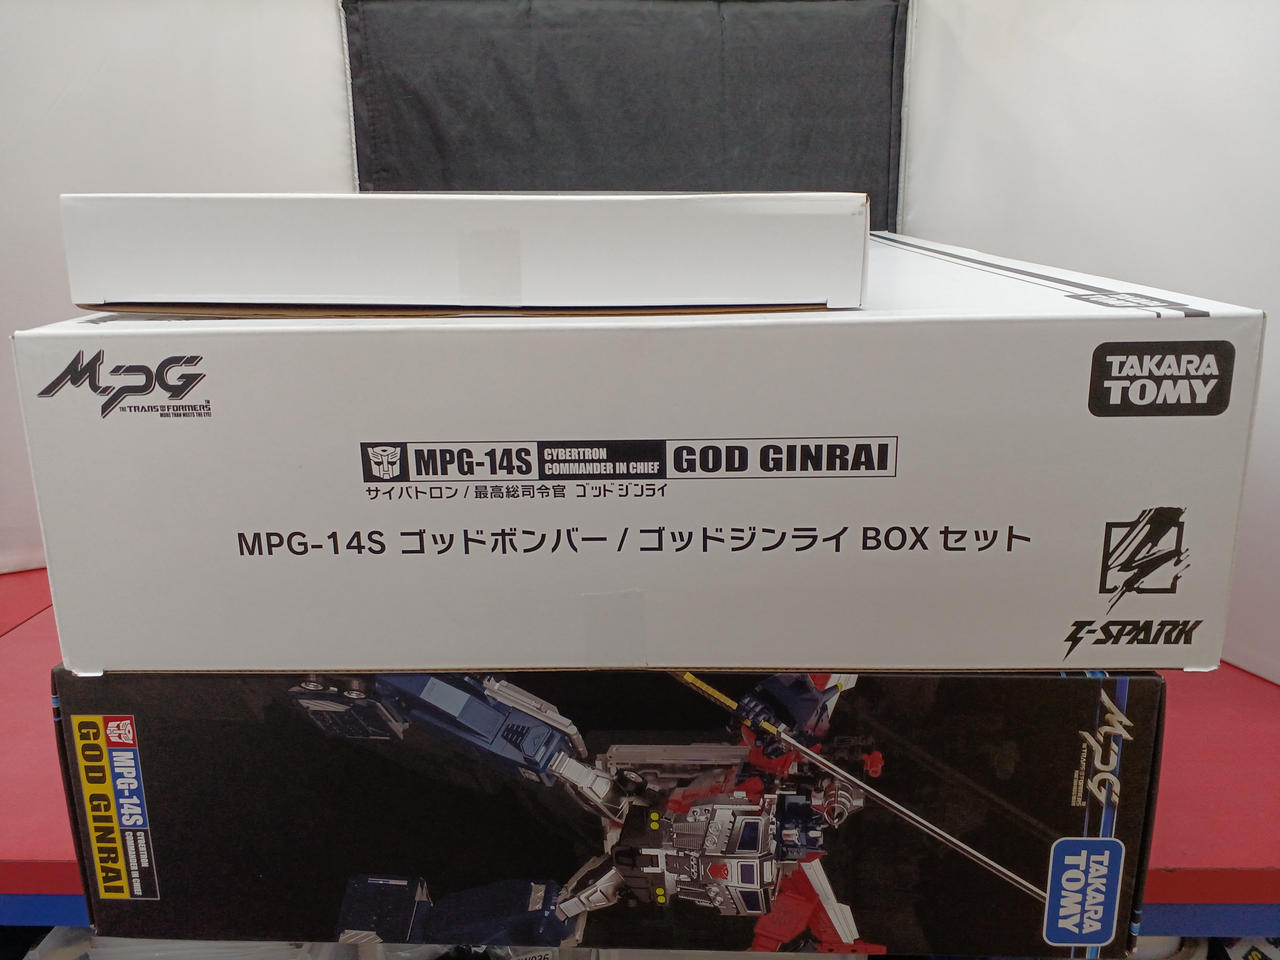 MPG
TM
THE TRANSFORMERS
MORE THAN MEETS THE EYE!
TAKARA
TOMY
MPG-14S
CYBERTRON
COMMANDER IN CHIEF
GOD GINRAI
サイバトロン/最高総司令官 ゴッドジンライ
MPG-14S ゴッドボンバー/ゴッドジンライ BOX セット
T-SPARK
MPG-14S
CYBERTRON
COMMANDER IN CHIEF
GOD GINRAI
MPG
TAKARA
TOMY